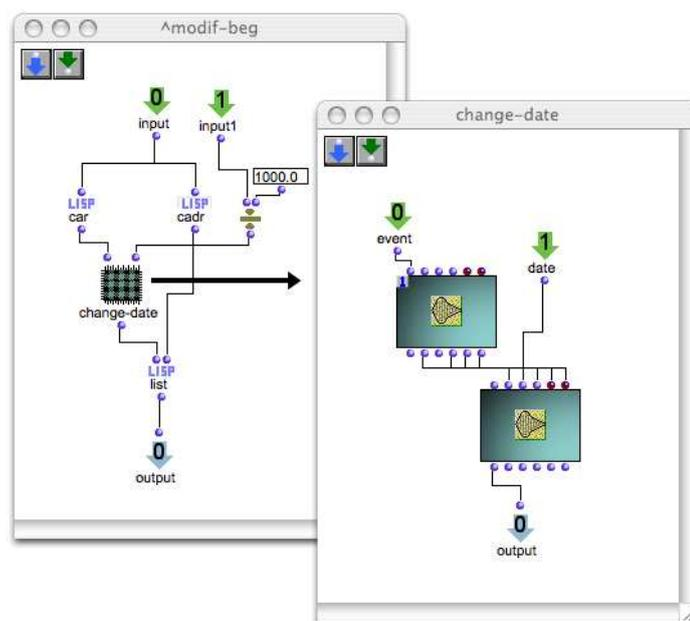 ^modif-beg
0
1
input
input1
1000.0
LISP
car
LISP
cadr
change-date
LISP
list
0
output
change-date
0
event
1
date
1
0
output